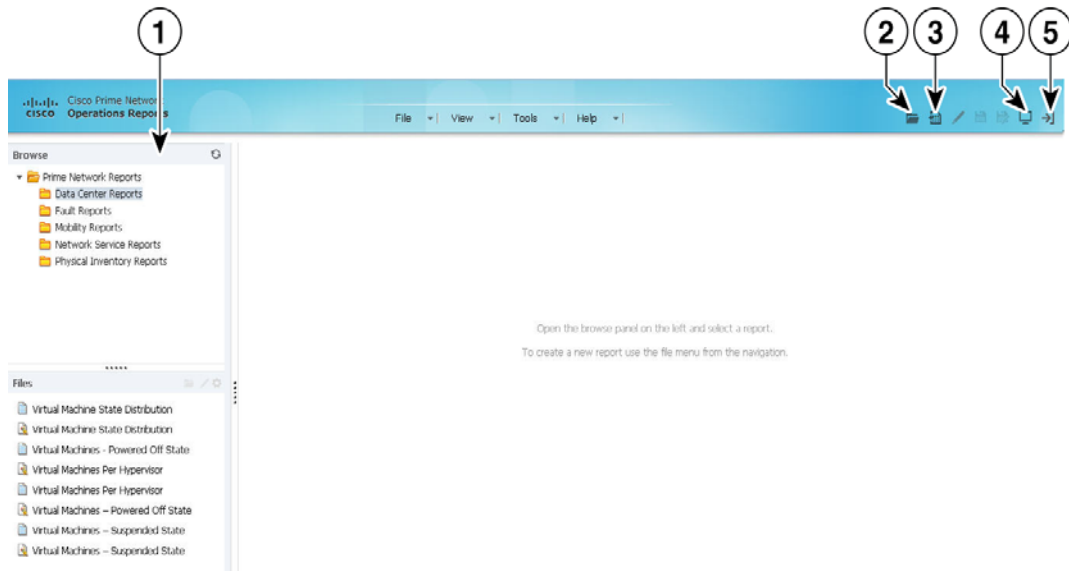 1
2
3
4
5
Cisco Prime Network
CISCO Operations Reports
File View Tools Help
Browse
Prime Network Reports
Data Center Reports
Fault Reports
Mobility Reports
Network Service Reports
Physical Inventory Reports
Open the browse panel on the left and select a report.
To create a new report use the file menu from the navigation.
Files
Virtual Machine State Distribution
Virtual Machine State Distribution
Virtual Machines - Powered Off State
Virtual Machines Per Hypervisor
Virtual Machines Per Hypervisor
Virtual Machines – Powered Off State
Virtual Machines – Suspended State
Virtual Machines – Suspended State